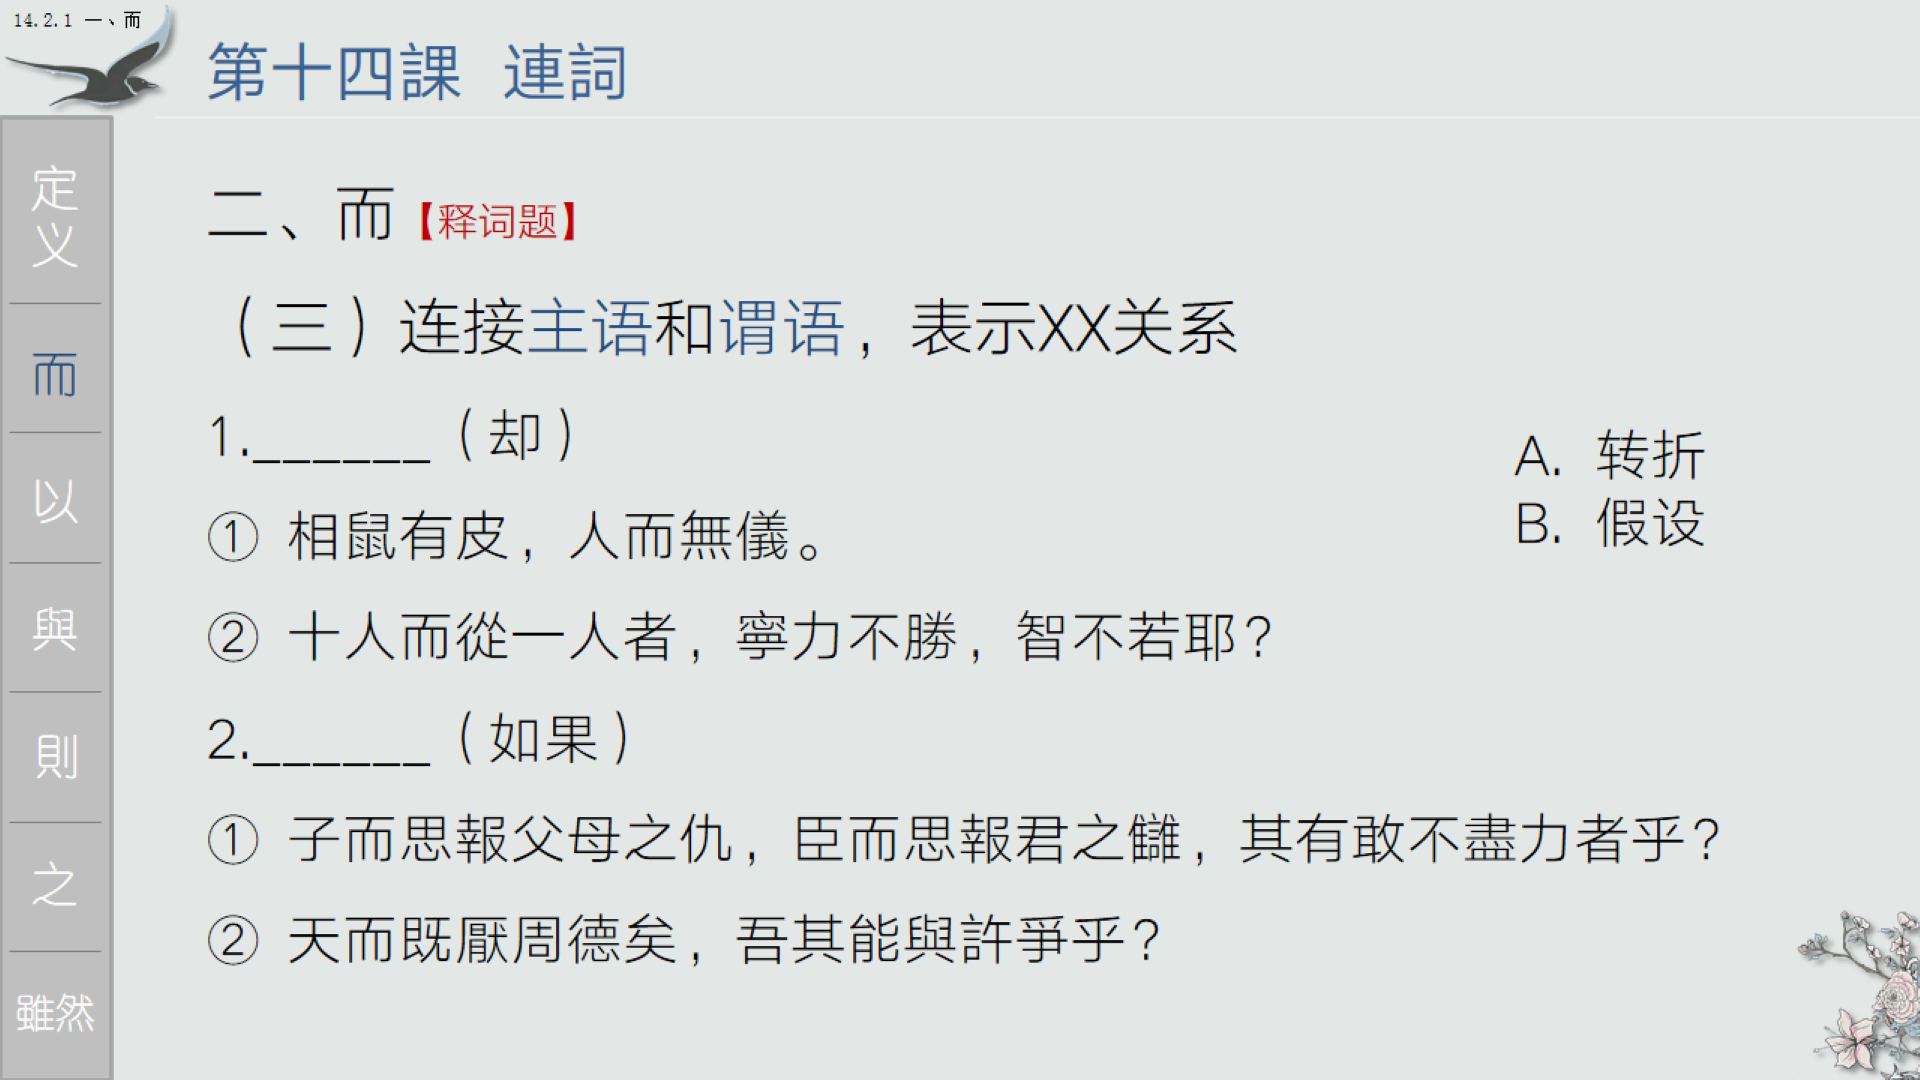 14.2.1 一、而
第十四課 連詞
定
义
而
以
與
則
之
雖然
二、而【释词题】
（三）连接主语和谓语，表示XX关系
1.______（却）
① 相鼠有皮，人而無儀。
② 十人而從一人者，寧力不勝，智不若耶？
2.______（如果）
① 子而思報父母之仇，臣而思報君之讎，其有敢不盡力者乎？
② 天而既厭周德矣，吾其能與許爭乎？
A. 转折
B. 假设